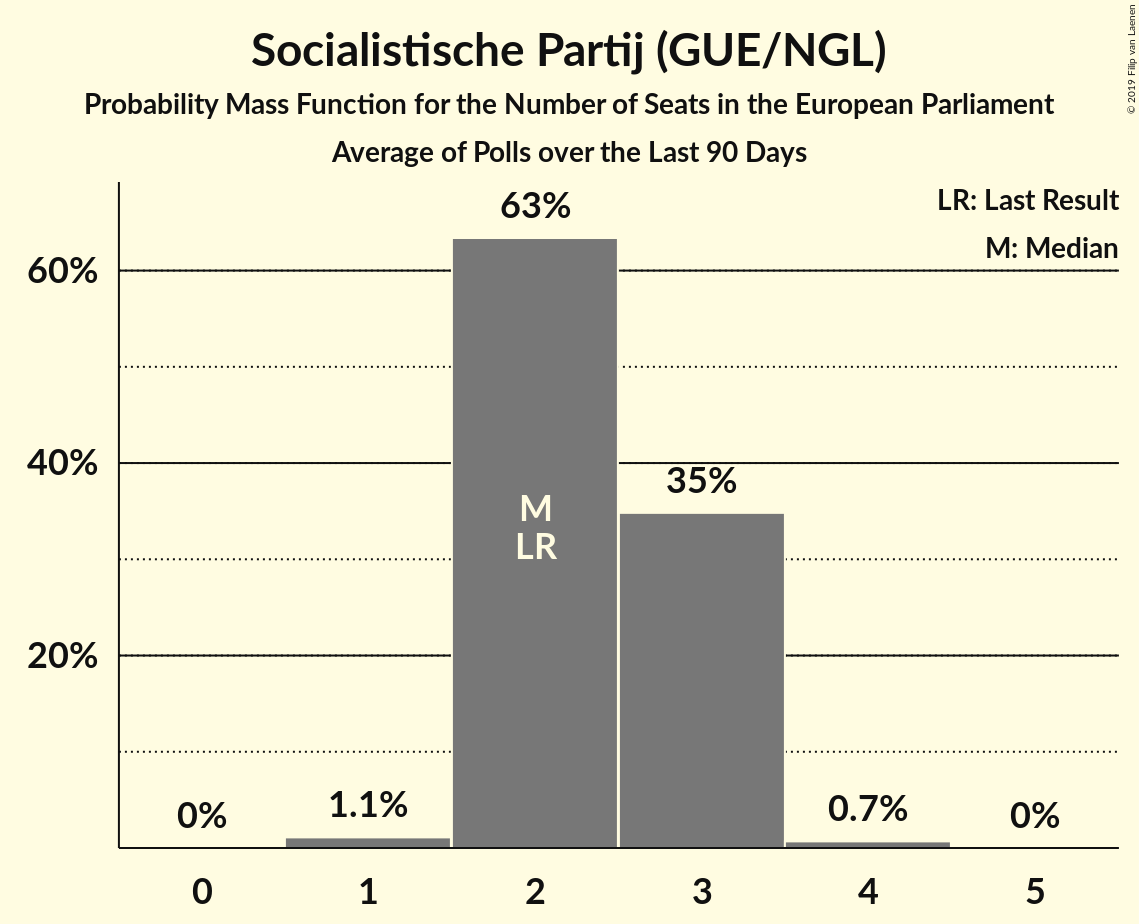 Socialistische Partij (GUE/NGL)
Probability Mass Function for the Number of Seats in the European Parliament
Average of Polls over the Last 90 Days
© 2019 Filip van Laenen
LR: Last Result
M: Median
60%
40%
20%
0%
1.1%
63%
M
LR
35%
0.7%
0%
0
1
2
3
4
5